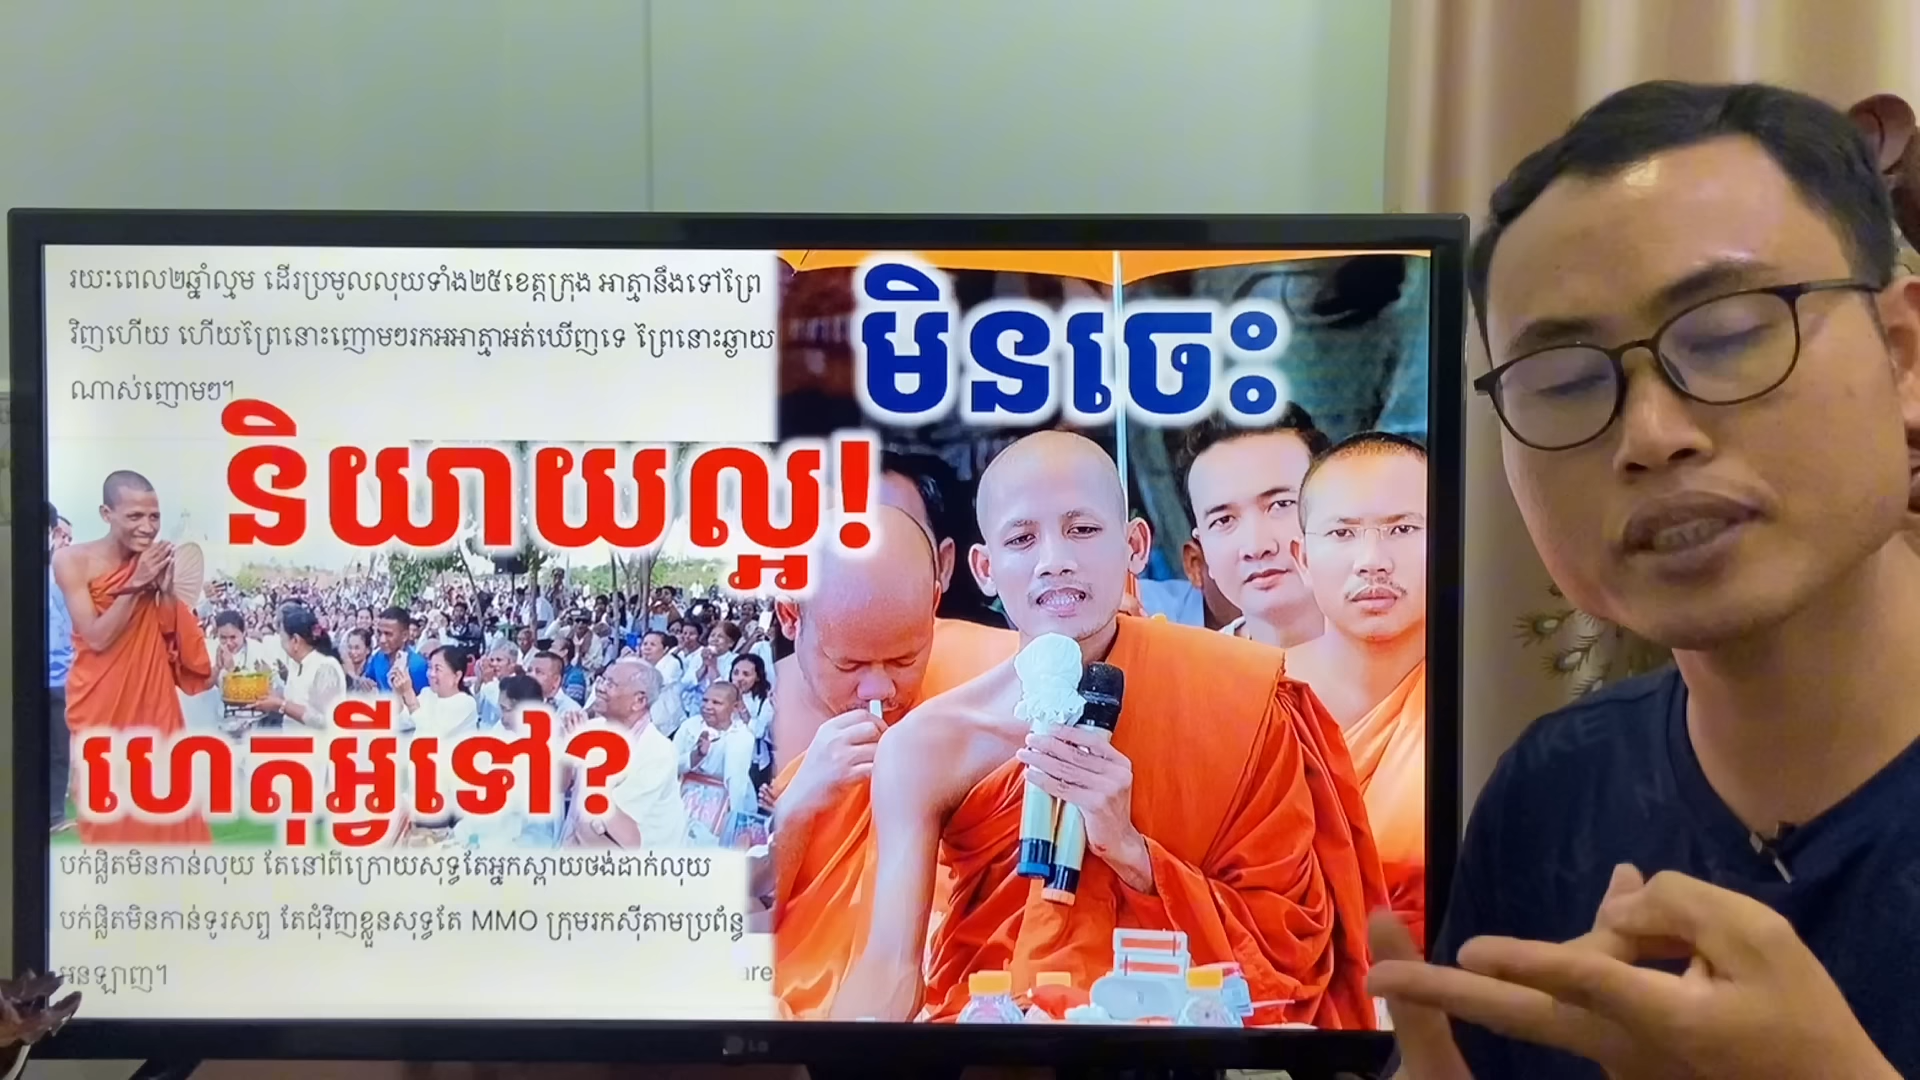 រយៈពេល២ឆ្នាំល្មម ដើរប្រមូលលុយទាំង២៥ខេត្តក្រុង អាត្មានឹងទៅព្រៃ
វិញហើយ ហើយព្រៃនោះញោមៗរកអអាត្មាអត់ឃើញទេ ព្រៃនោះឆ្ងាយ
ណាស់ញោមៗ។
មិនចេះ
និយាយល្អ!
ហេតុអ្វីទៅ?
បក់ផ្លិតមិនកាន់លុយ តែនៅពីក្រោយសុទ្ធតែអ្នកស្ពាយថង់ដាក់លុយ
បក់ផ្លិតមិនកាន់ទូរសព្ទ តែជុំវិញខ្លួនសុទ្ធតែ MMO ក្រុមរកស៊ីតាមប្រព័ន្ធ
អនឡាញ។
LG